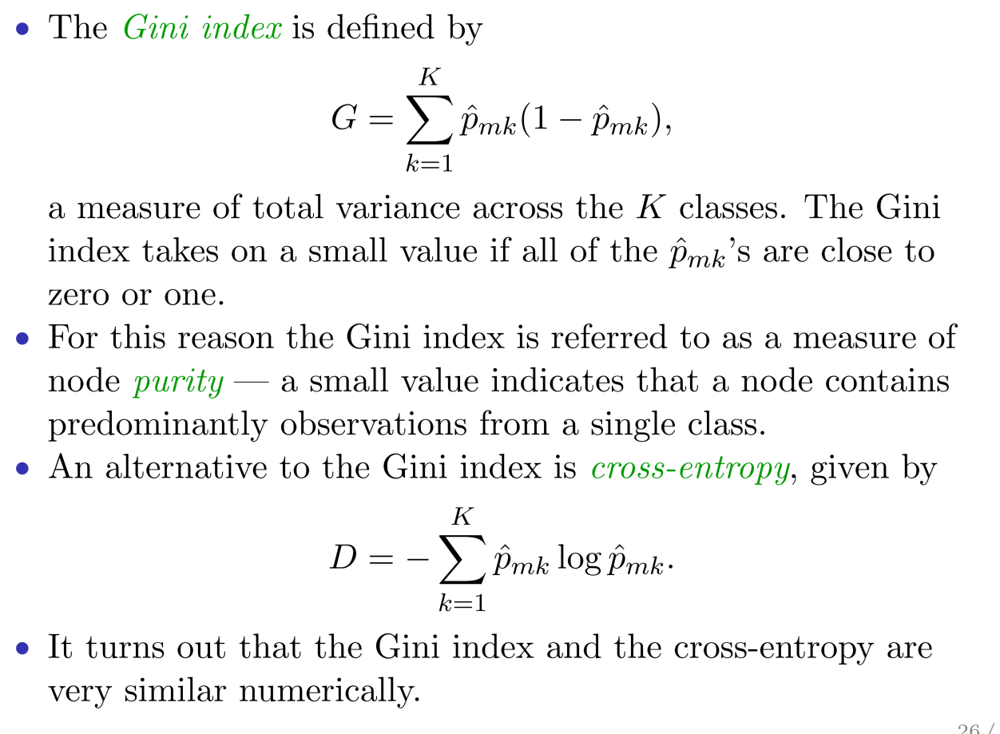 • The Gini index is defined by
G = \sum_{k=1}^{K} \hat{p}_{mk}(1 − \hat{p}_{mk}),
a measure of total variance across the K classes. The Gini
index takes on a small value if all of the \hat{p}_{mk}'s are close to
zero or one.
• For this reason the Gini index is referred to as a measure of
node purity — a small value indicates that a node contains
predominantly observations from a single class.
• An alternative to the Gini index is cross-entropy, given by
D = − \sum_{k=1}^{K} \hat{p}_{mk} log \hat{p}_{mk}.
• It turns out that the Gini index and the cross-entropy are
very similar numerically.
26 /